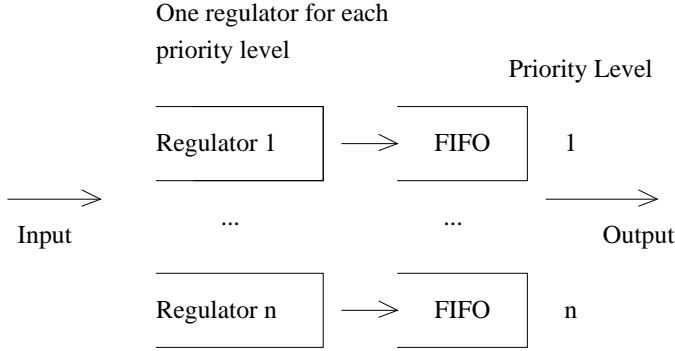 One regulator for each
priority level
Priority Level
Regulator 1
FIFO
1
Input
...
...
Output
Regulator n
FIFO
n